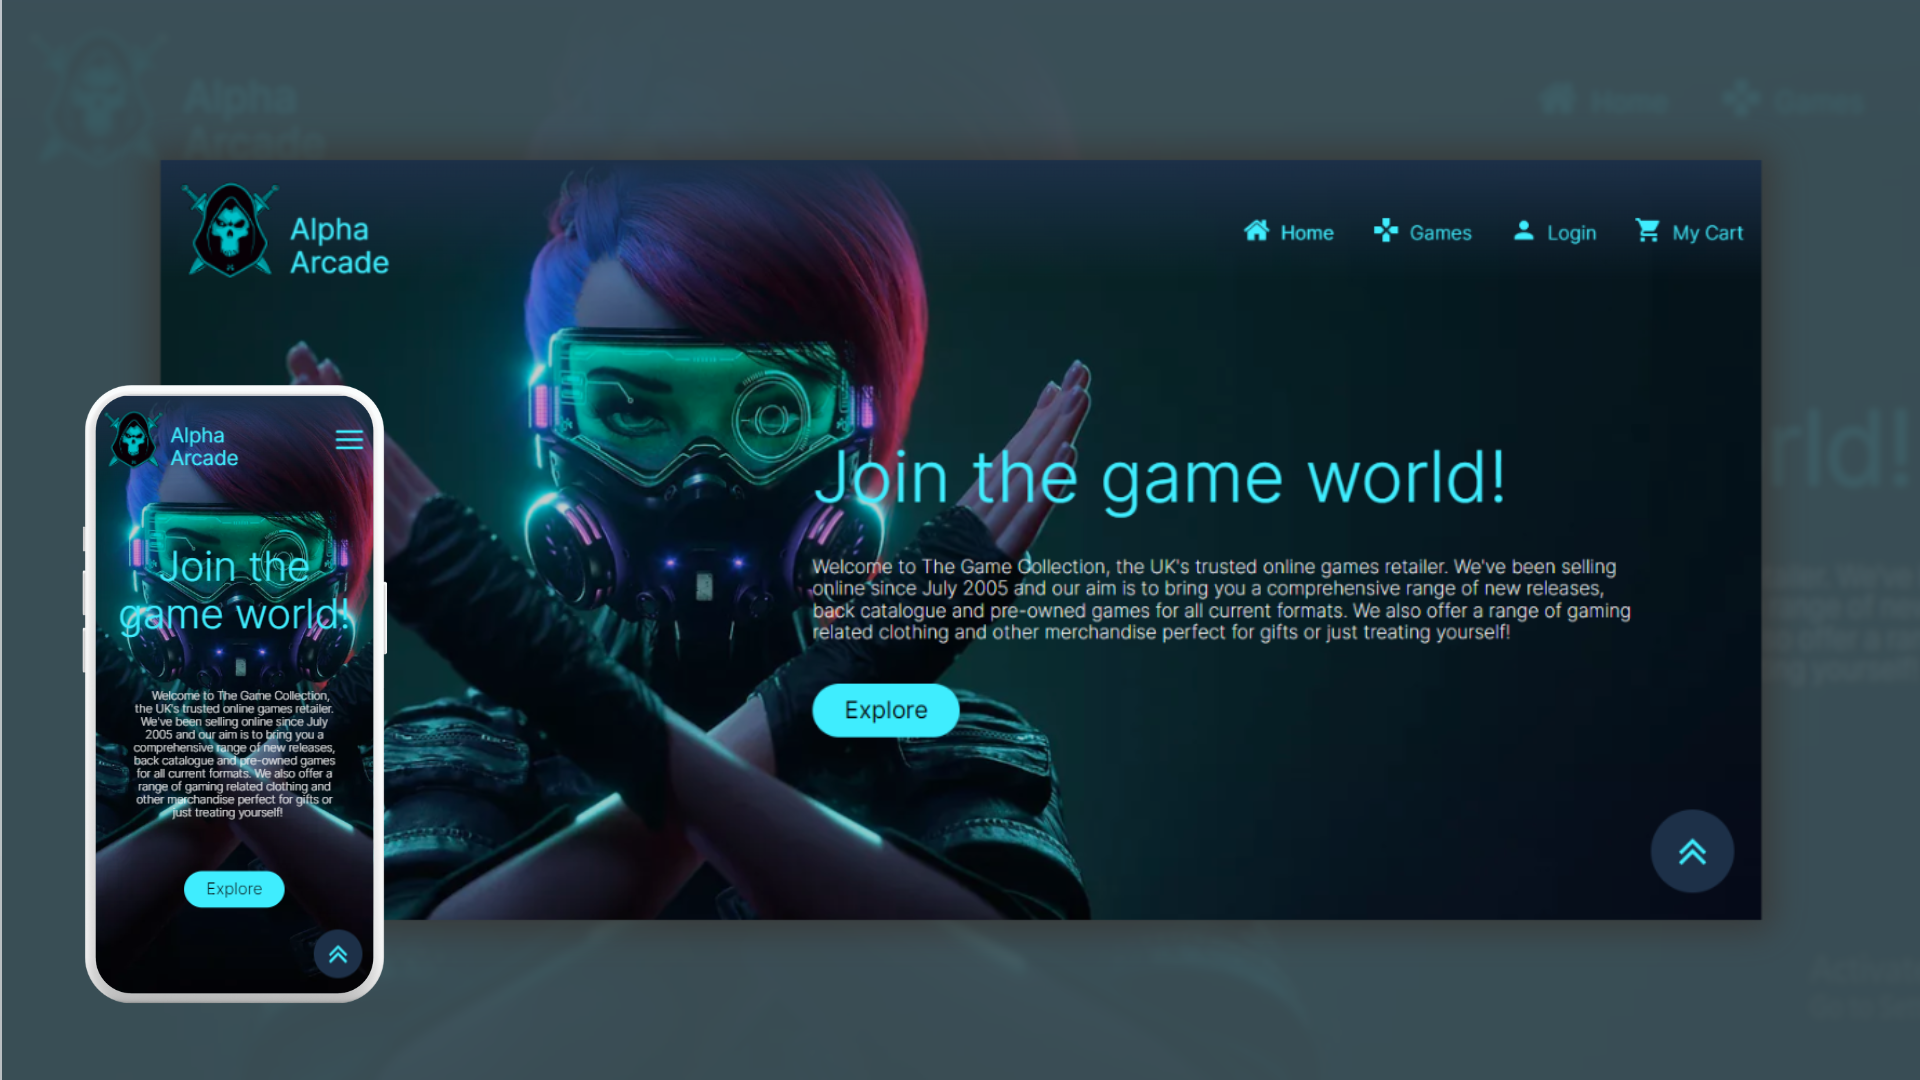 Alpha
Arcade
Home
Games
Alpha
Arcade
Home
Games
Login
My Cart
Join the game world!
Welcome to The Game Collection, the UK's trusted online games retailer. We've been selling
online since July 2005 and our aim is to bring you a comprehensive range of new releases,
back catalogue and pre-owned games for all current formats. We also offer a range of gaming
related clothing and other merchandise perfect for gifts or just treating yourself!
Explore
Alpha
Arcade
Join the
game world!
Welcome to The Game Collection,
the UK's trusted online games retailer.
We've been selling online since July
2005 and our aim is to bring you a
comprehensive range of new releases,
back catalogue and pre-owned games
for all current formats. We also offer a
range of gaming related clothing and
other merchandise perfect for gifts or
just treating yourself!
Explore